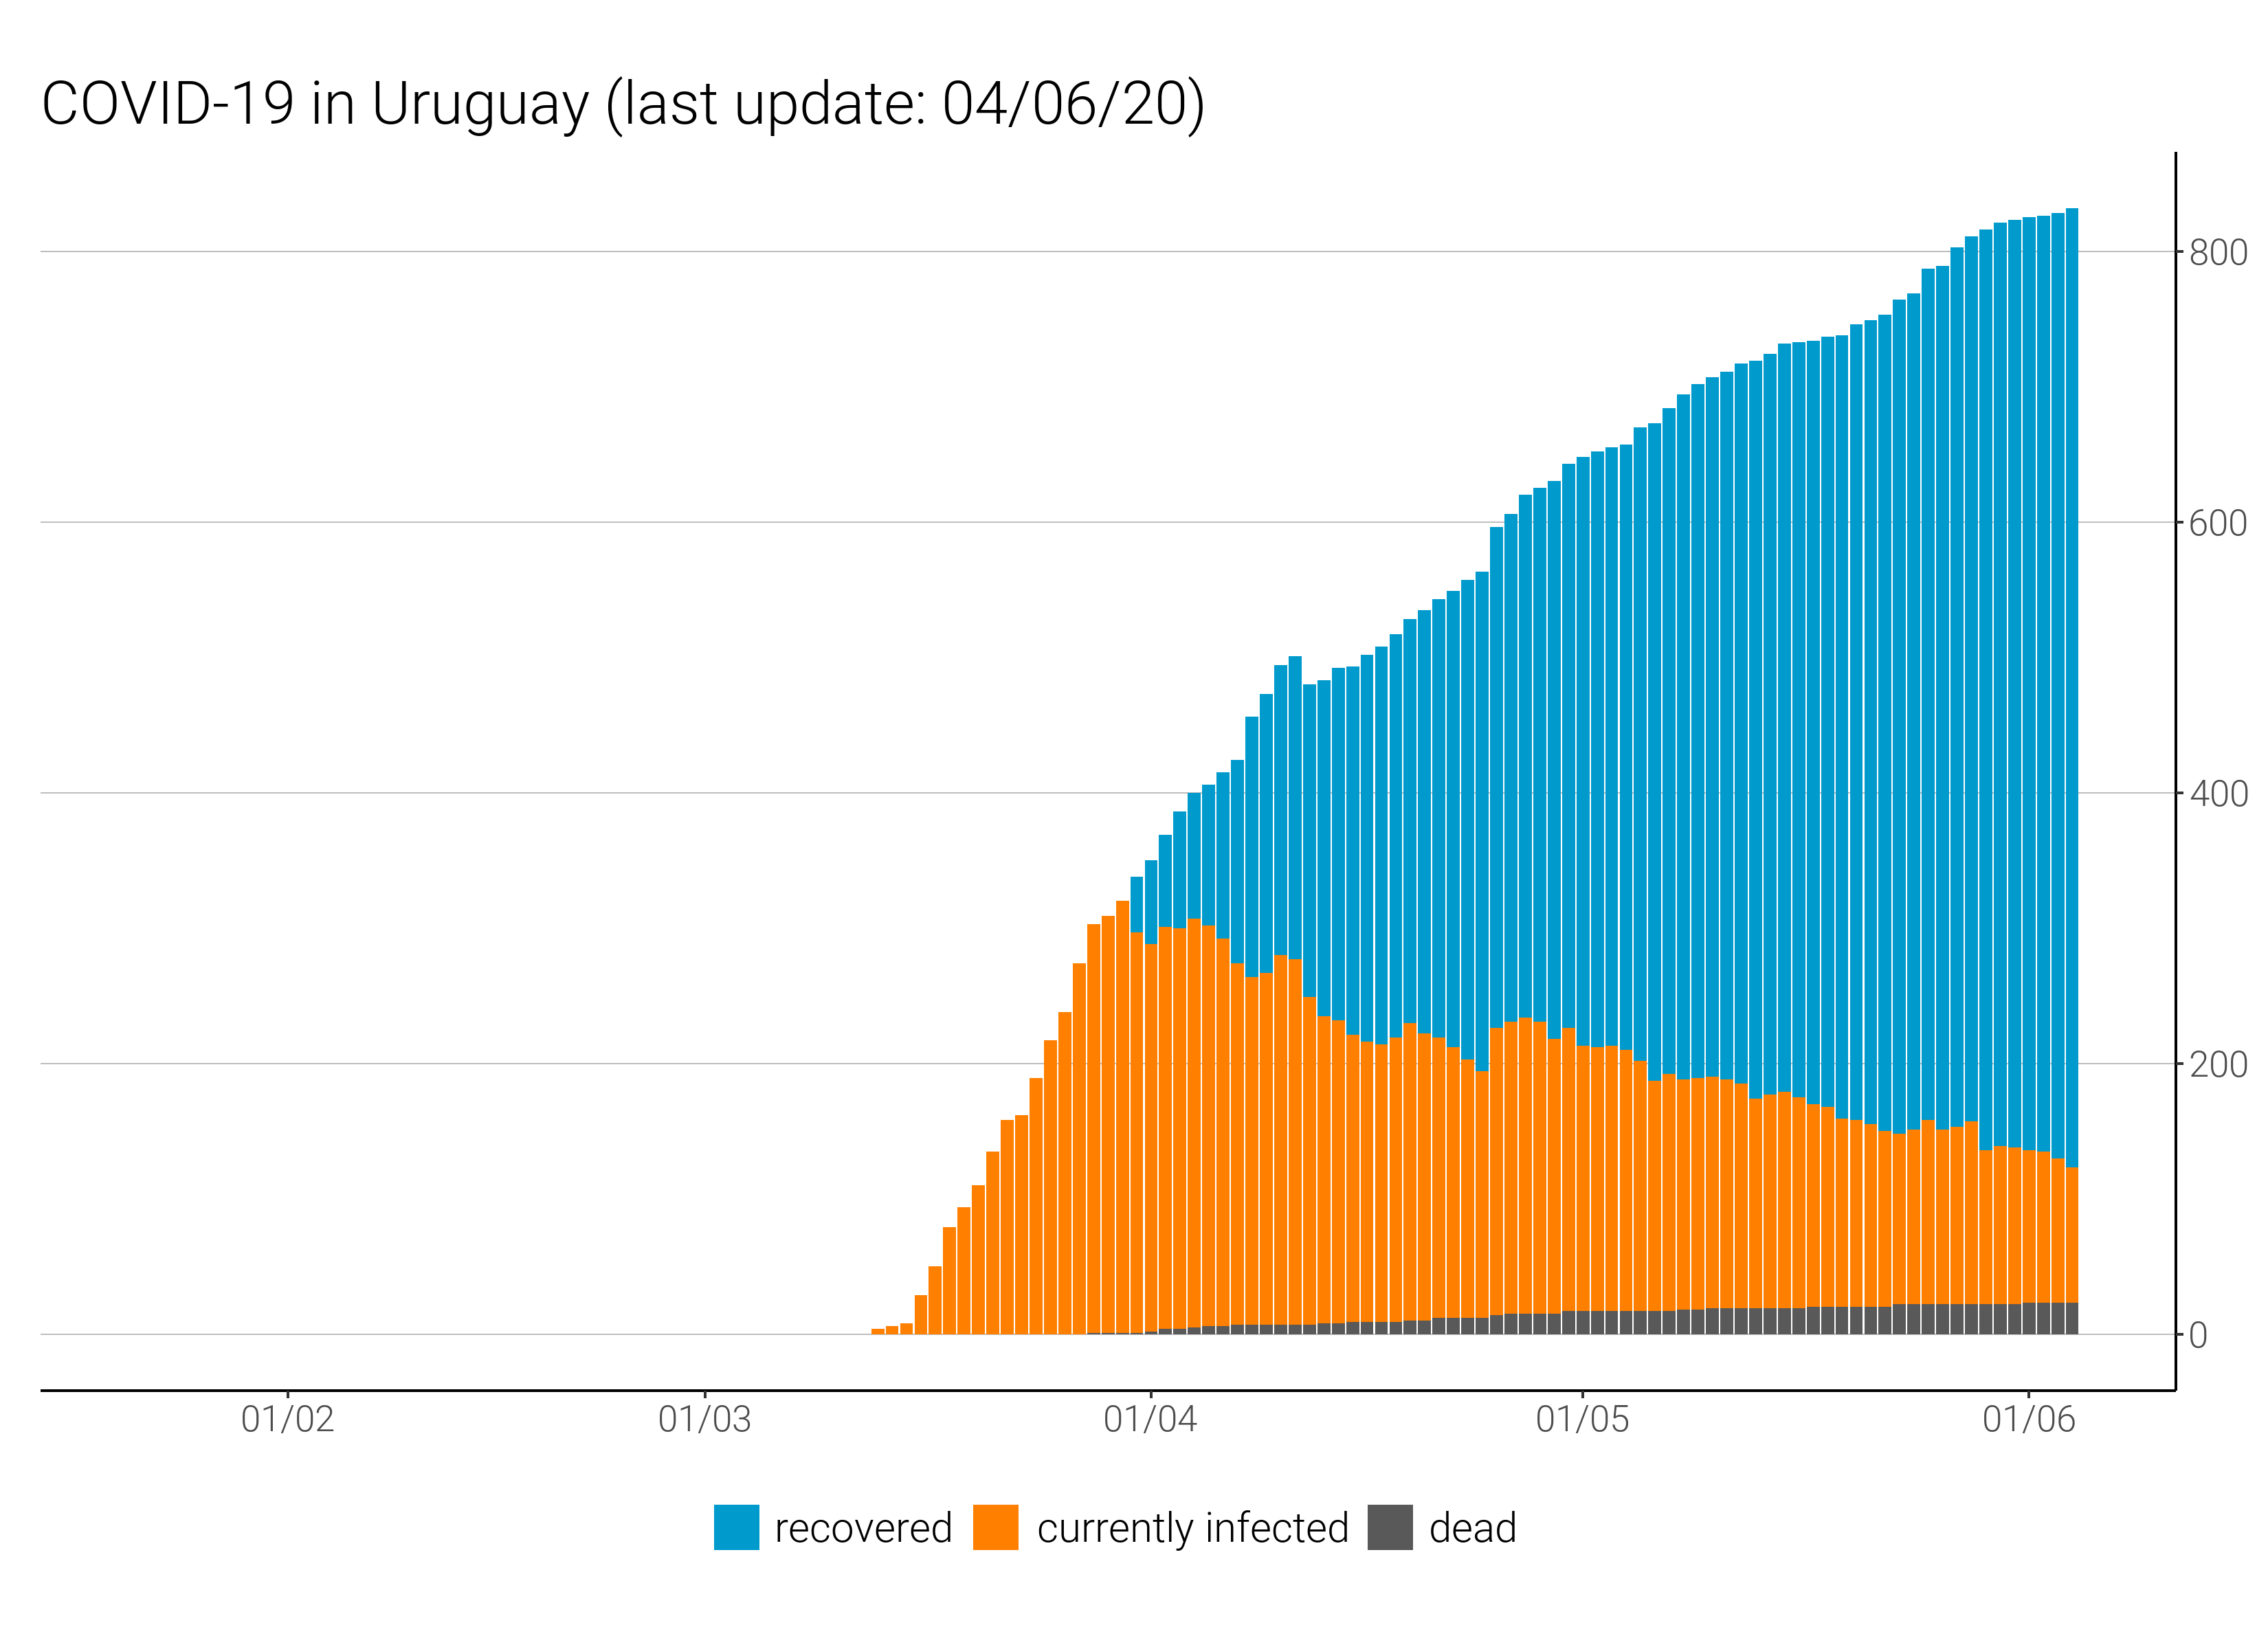 COVID-19 in Uruguay (last update: 04/06/20)
800
600
400
200
0
01/02 01/03 01/04 01/05 01/06
recovered currently infected dead